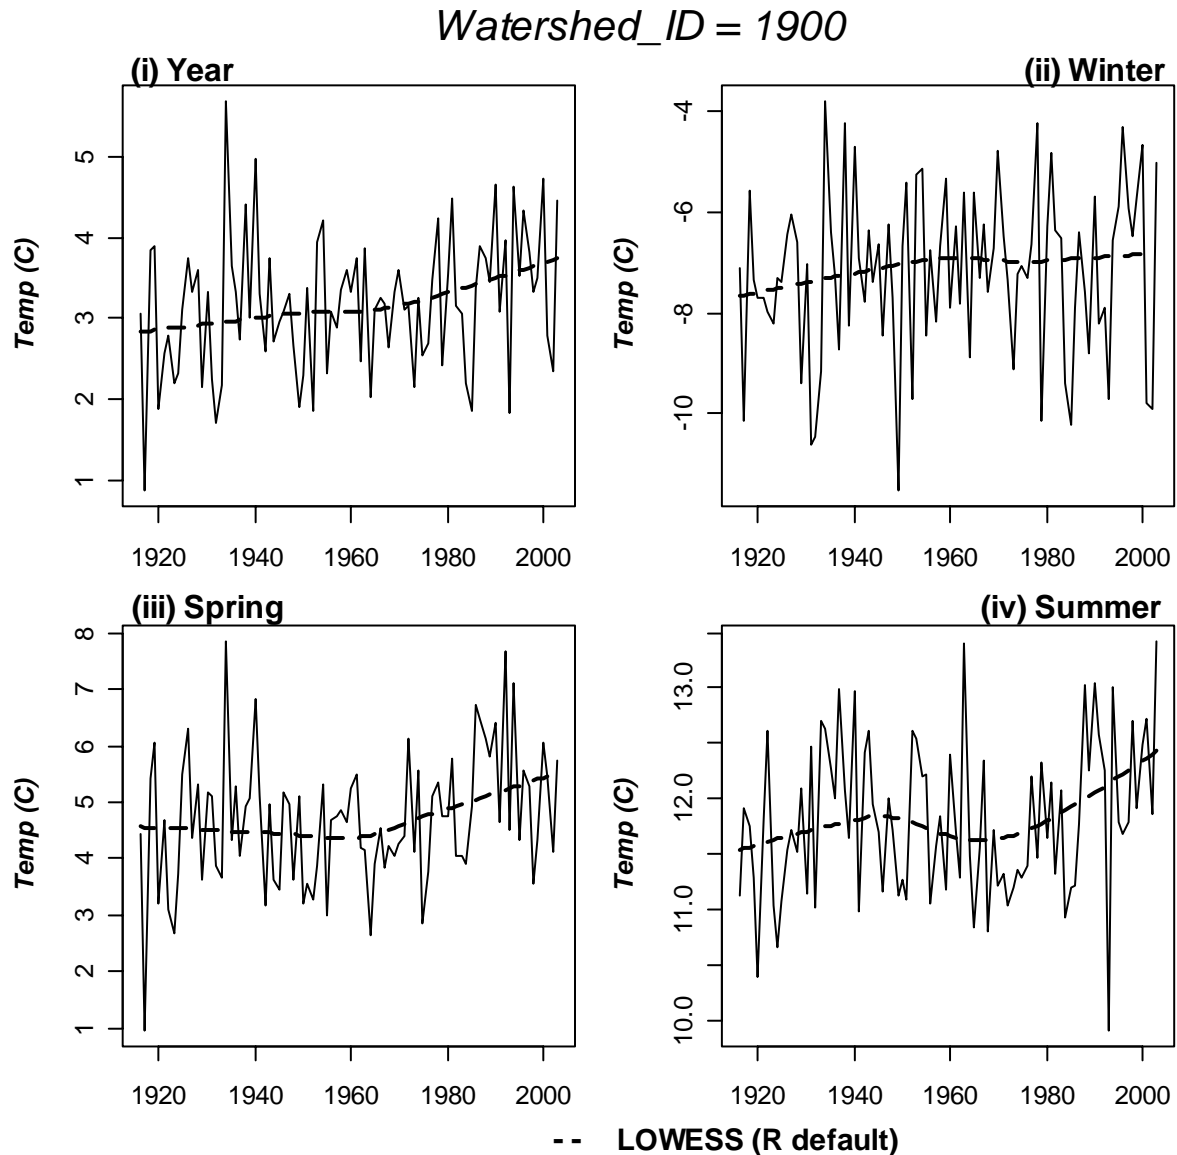 Watershed_ID = 1900
(i) Year
(ii) Winter
Temp (C)
5
4
3
2
1
1920 1940 1960 1980 2000
Temp (C)
-4
-6
-8
-10
1920 1940 1960 1980 2000
(iii) Spring
(iv) Summer
Temp (C)
8
7
6
5
4
3
2
1
1920 1940 1960 1980 2000
Temp (C)
13.0
12.0
11.0
10.0
1920 1940 1960 1980 2000
- - LOWESS (R default)